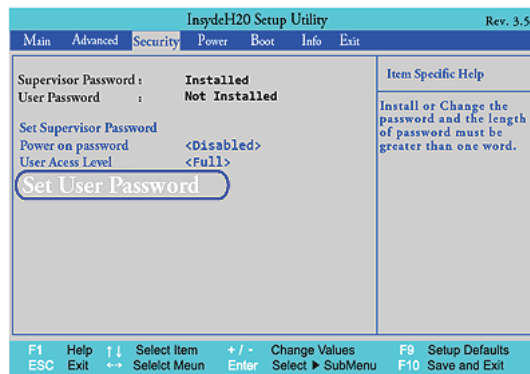 InsydeH20 Setup Utility Rev. 3.5
Main Advanced Security Power Boot Info Exit
Supervisor Password : Installed
User Password : Not Installed
Set Supervisor Password
Power on password <Disabled>
User Acess Level <Full>
Set User Password
Item Specific Help
Install or Change the
password and the length
of password must be
greater than one word.
F1 Help ↑↓ Select Item + / - Change Values F9 Setup Defaults
ESC Exit ↔ Selelct Meun Enter Select ▶ SubMenu F10 Save and Exit